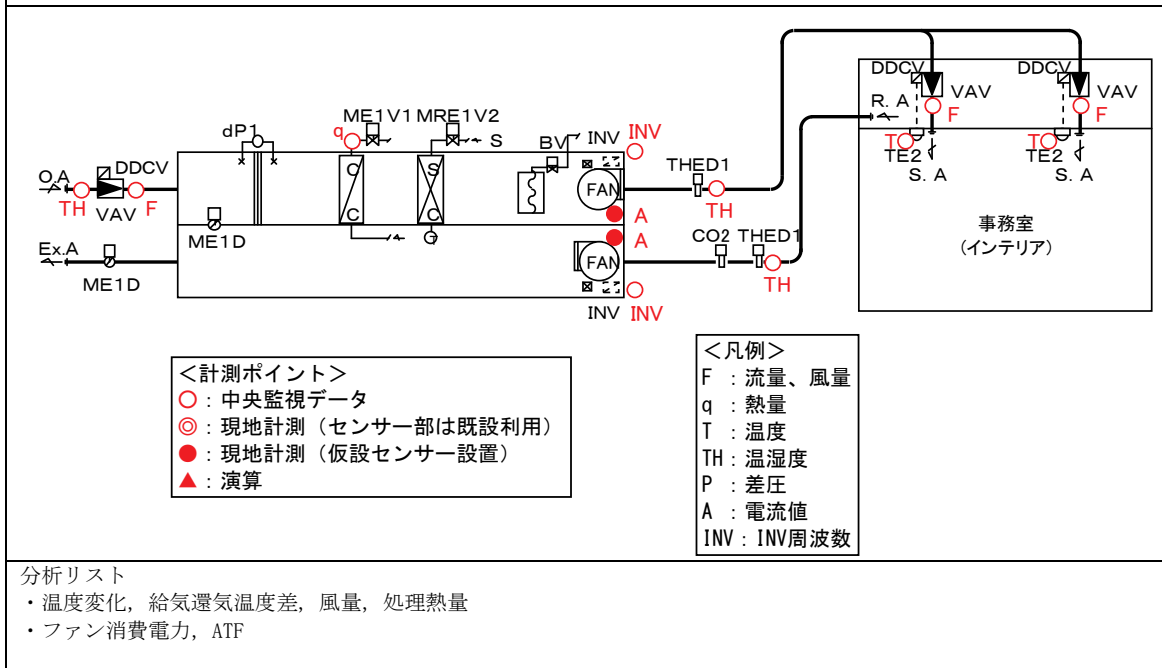 DDCV
DDCV
VAV
VAV
R. A
F
F
T
T
TE2
TE2
S. A
S. A
事務室
(インテリア)
ME1V1
MRE1V2
q
S
dP1
BV
INV
INV
THED1
O.A
DDCV
C
S
FAN
TH
VAV
F
C
C
A
TH
ME1D
T
A
CO2
THED1
Ex.A
FAN
ME1D
TH
INV
INV
<計測ポイント>
○:中央監視データ
◎:現地計測(センサー部は既設利用)
●:現地計測(仮設センサー設置)
▲:演算
<凡例>
F :流量、風量
q :熱量
T :温度
TH:温湿度
P :差圧
A :電流値
INV:INV周波数
分析リスト
・温度変化, 給気還気温度差, 風量, 処理熱量
・ファン消費電力, ATF